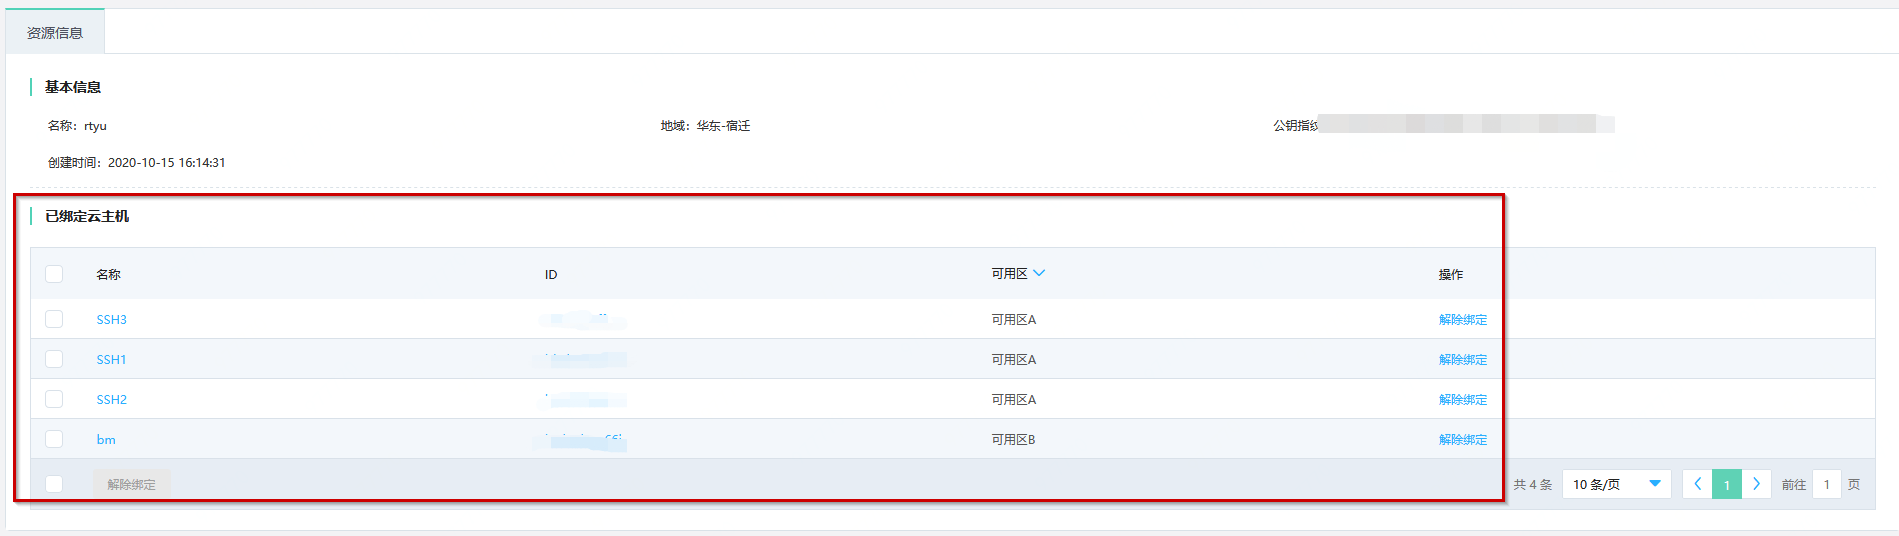 资源信息
基本信息
名称：rtyu 地域：华东-宿迁 公钥指纹
创建时间：2020-10-15 16:14:31
已绑定云主机
名称 ID 可用区 操作
SSH3 可用区A 解除绑定
SSH1 可用区A 解除绑定
SSH2 可用区A 解除绑定
bm 可用区B 解除绑定
解除绑定 共 4 条 10 条/页 1 前往 1 页